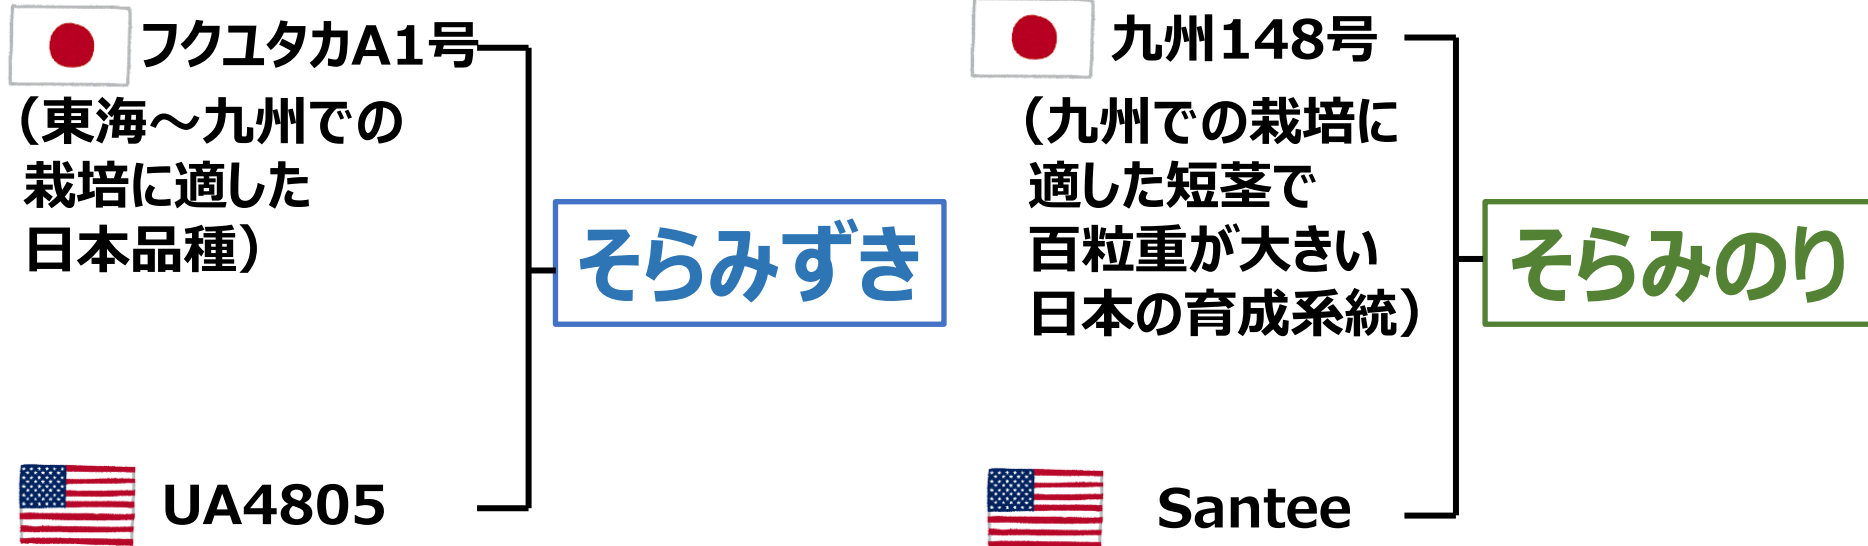 フクユタカA1号
（東海～九州での
栽培に適した
日本品種）
そらみずき
UA4805
九州148号
（九州での栽培に
適した短茎で
百粒重が大きい
日本の育成系統）
そらみのり
Santee